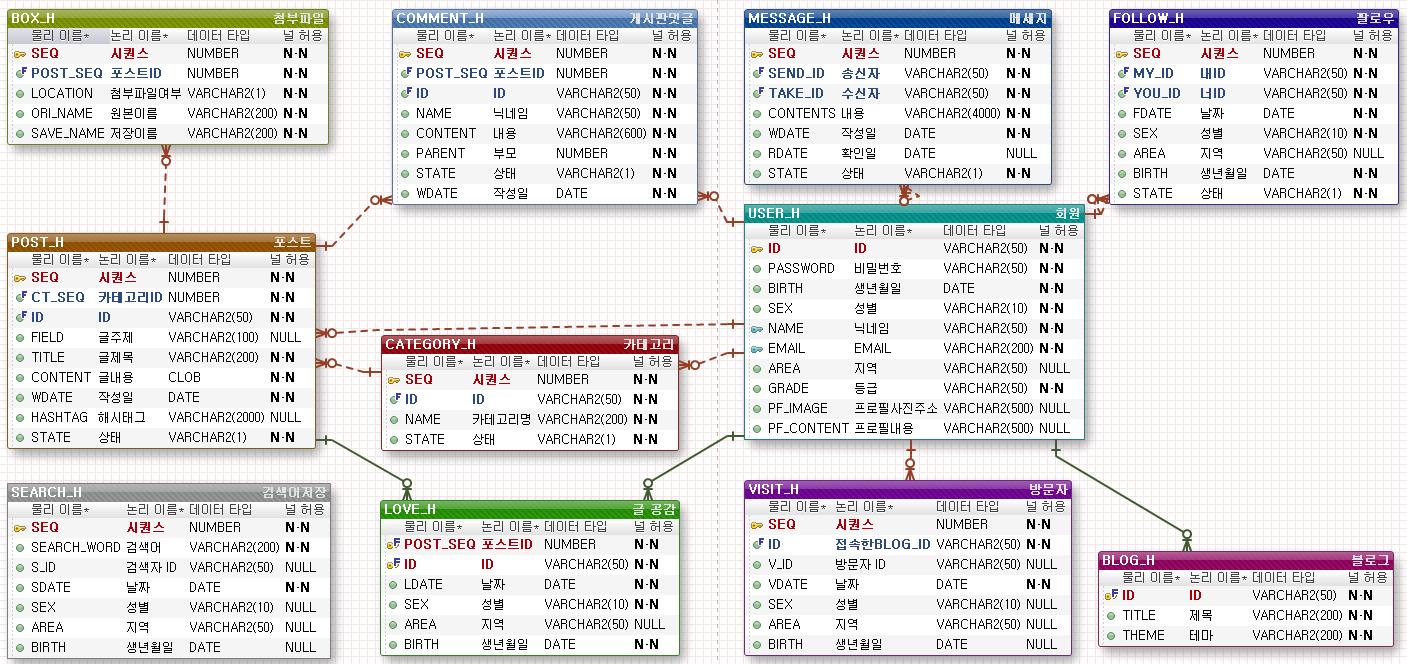 BOX_H 첨부파일
물리 이름* 논리 이름* 데이터 타입 널 허용
SEQ 시퀀스 NUMBER N-N
POST_SEQ 포스트ID NUMBER N-N
LOCATION 첨부파일여부 VARCHAR2(1) N-N
ORI_NAME 원본이름 VARCHAR2(200) N-N
SAVE_NAME 저장이름 VARCHAR2(200) N-N
COMMENT_H 게시판댓글
물리 이름* 논리 이름* 데이터 타입 널 허용
SEQ 시퀀스 NUMBER N-N
POST_SEQ 포스트ID NUMBER N-N
ID ID VARCHAR2(50) N-N
NAME 닉네임 VARCHAR2(50) N-N
CONTENT 내용 VARCHAR2(600) N-N
PARENT 부모 NUMBER N-N
STATE 상태 VARCHAR2(1) N-N
WDATE 작성일 DATE N-N
MESSAGE_H 메세지
물리 이름* 논리 이름* 데이터 타입 널 허용
SEQ 시퀀스 NUMBER N-N
SEND_ID 송신자 VARCHAR2(50) N-N
TAKE_ID 수신자 VARCHAR2(50) N-N
CONTENTS 내용 VARCHAR2(4000) N-N
WDATE 작성일 DATE N-N
RDATE 확인일 DATE NULL
STATE 상태 VARCHAR2(1) N-N
FOLLOW_H 팔로우
물리 이름* 논리 이름* 데이터 타입 널 허용
SEQ 시퀀스 NUMBER N-N
MY_ID 내ID VARCHAR2(50) N-N
YOU_ID 너ID VARCHAR2(50) N-N
FDATE 날짜 DATE N-N
SEX 성별 VARCHAR2(10) N-N
AREA 지역 VARCHAR2(50) NULL
BIRTH 생년월일 DATE N-N
STATE 상태 VARCHAR2(1) N-N
POST_H 포스트
물리 이름* 논리 이름* 데이터 타입 널 허용
SEQ 시퀀스 NUMBER N-N
CT_SEQ 카테고리ID NUMBER N-N
ID ID VARCHAR2(50) N-N
FIELD 글주제 VARCHAR2(100) NULL
TITLE 글제목 VARCHAR2(200) N-N
CONTENT 글내용 CLOB N-N
WDATE 작성일 DATE N-N
HASHTAG 해시태그 VARCHAR2(2000) NULL
STATE 상태 VARCHAR2(1) N-N
CATEGORY_H 카테고리
물리 이름* 논리 이름* 데이터 타입 널 허용
SEQ 시퀀스 NUMBER N-N
ID ID VARCHAR2(50) N-N
NAME 카테고리명 VARCHAR2(200) N-N
STATE 상태 VARCHAR2(1) N-N
USER_H 회원
물리 이름* 논리 이름* 데이터 타입 널 허용
ID ID VARCHAR2(50) N-N
PASSWORD 비밀번호 VARCHAR2(50) N-N
BIRTH 생년월일 DATE N-N
SEX 성별 VARCHAR2(10) N-N
NAME 닉네임 VARCHAR2(50) N-N
EMAIL EMAIL VARCHAR2(200) N-N
AREA 지역 VARCHAR2(50) NULL
GRADE 등급 VARCHAR2(50) N-N
PF_IMAGE 프로필사진주소 VARCHAR2(500) NULL
PF_CONTENT 프로필내용 VARCHAR2(500) NULL
SEARCH_H 검색어저장
물리 이름* 논리 이름* 데이터 타입 널 허용
SEQ 시퀀스 NUMBER N-N
SEARCH_WORD 검색어 VARCHAR2(200) N-N
S_ID 검색자 ID VARCHAR2(50) NULL
SDATE 날짜 DATE N-N
SEX 성별 VARCHAR2(10) NULL
AREA 지역 VARCHAR2(50) NULL
BIRTH 생년월일 DATE NULL
LOVE_H 글 공감
물리 이름* 논리 이름* 데이터 타입 널 허용
POST_SEQ 포스트ID NUMBER N-N
ID ID VARCHAR2(50) N-N
LDATE 날짜 DATE N-N
SEX 성별 VARCHAR2(10) N-N
AREA 지역 VARCHAR2(50) NULL
BIRTH 생년월일 DATE N-N
VISIT_H 방문자
물리 이름* 논리 이름* 데이터 타입 널 허용
SEQ 시퀀스 NUMBER N-N
ID 접속한BLOG_ID VARCHAR2(50) N-N
V_ID 방문자 ID VARCHAR2(50) NULL
VDATE 날짜 DATE N-N
SEX 성별 VARCHAR2(10) NULL
AREA 지역 VARCHAR2(50) NULL
BIRTH 생년월일 DATE NULL
BLOG_H 블로그
물리 이름* 논리 이름* 데이터 타입 널 허용
ID ID VARCHAR2(50) N-N
TITLE 제목 VARCHAR2(200) N-N
THEME 테마 VARCHAR2(200) N-N